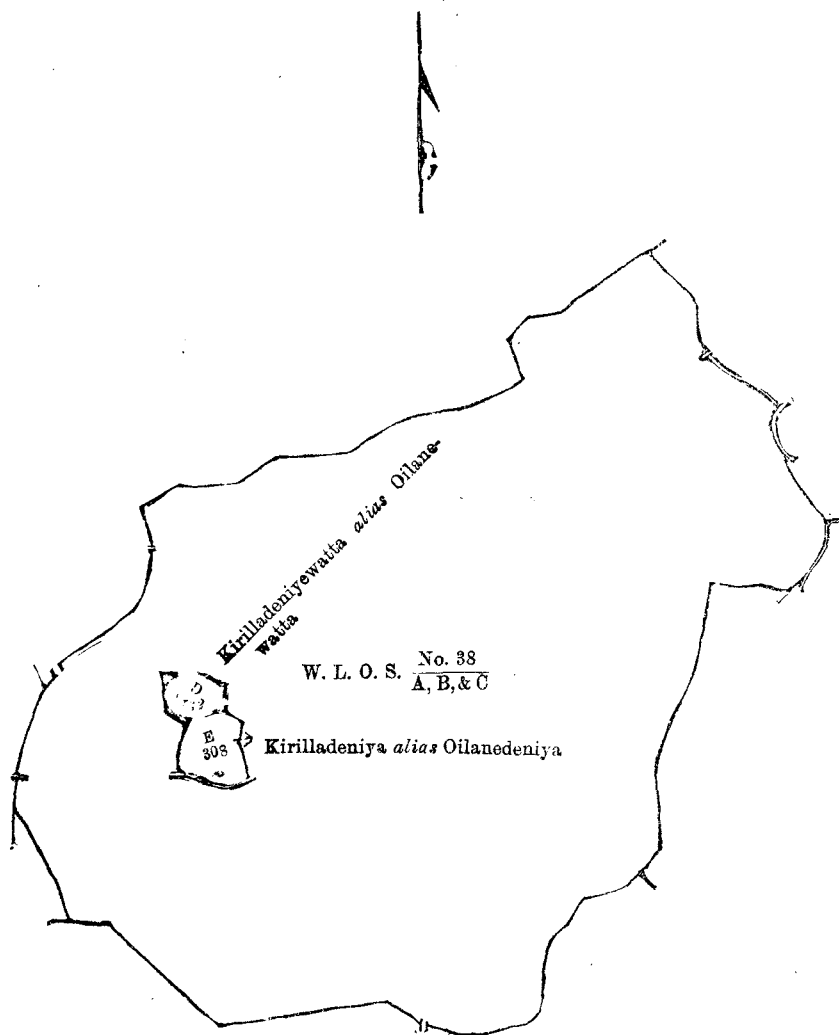 Kirilladeniyewatta alias Oilane-
watta
W. L. O. S. No. 38
A, B, & C
D
E
308
Kirilladeniya alias Oilanedeniya